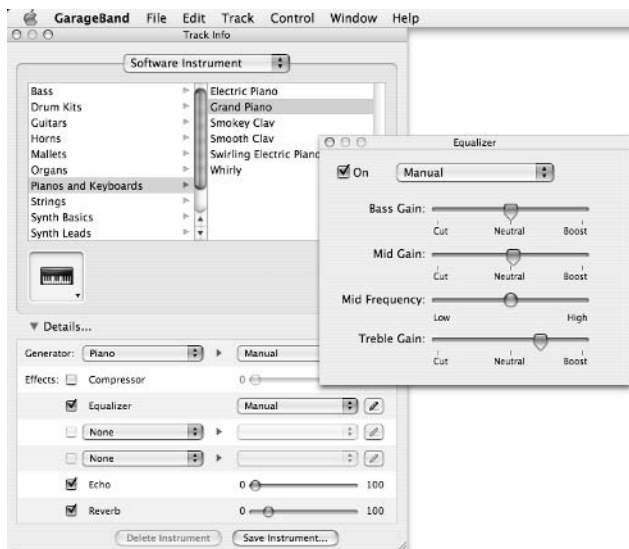 GarageBand File Edit Track Control Window Help
Track Info
Software Instrument
Bass
Drum Kits
Guitars
Horns
Mallets
Organs
Pianos and Keyboards
Strings
Synth Basics
Synth Leads
Electric Piano
Grand Piano
Smokey Clav
Smooth Clav
Swirling Electric Piano
Whirly
Details...
Generator: Piano Manual
Effects: Compressor 0
Equalizer Manual
None
None
Echo 0 100
Reverb 0 100
Delete Instrument Save Instrument...
Equalizer
On Manual
Bass Gain:
Cut Neutral Boost
Mid Gain:
Cut Neutral Boost
Mid Frequency:
Low High
Treble Gain:
Cut Neutral Boost